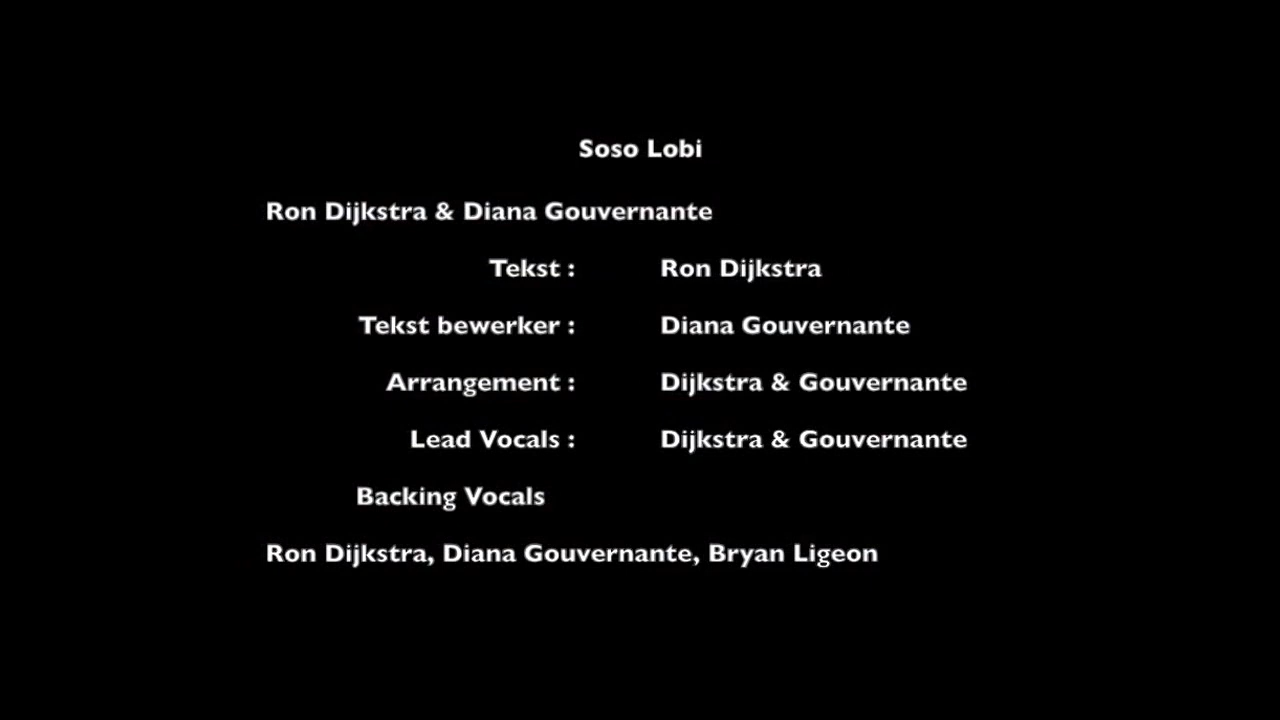 Soso Lobi
Ron Dijkstra & Diana Gouvernante
Tekst : Ron Dijkstra
Tekst bewerker : Diana Gouvernante
Arrangement : Dijkstra & Gouvernante
Lead Vocals : Dijkstra & Gouvernante
Backing Vocals
Ron Dijkstra, Diana Gouvernante, Bryan Ligeon